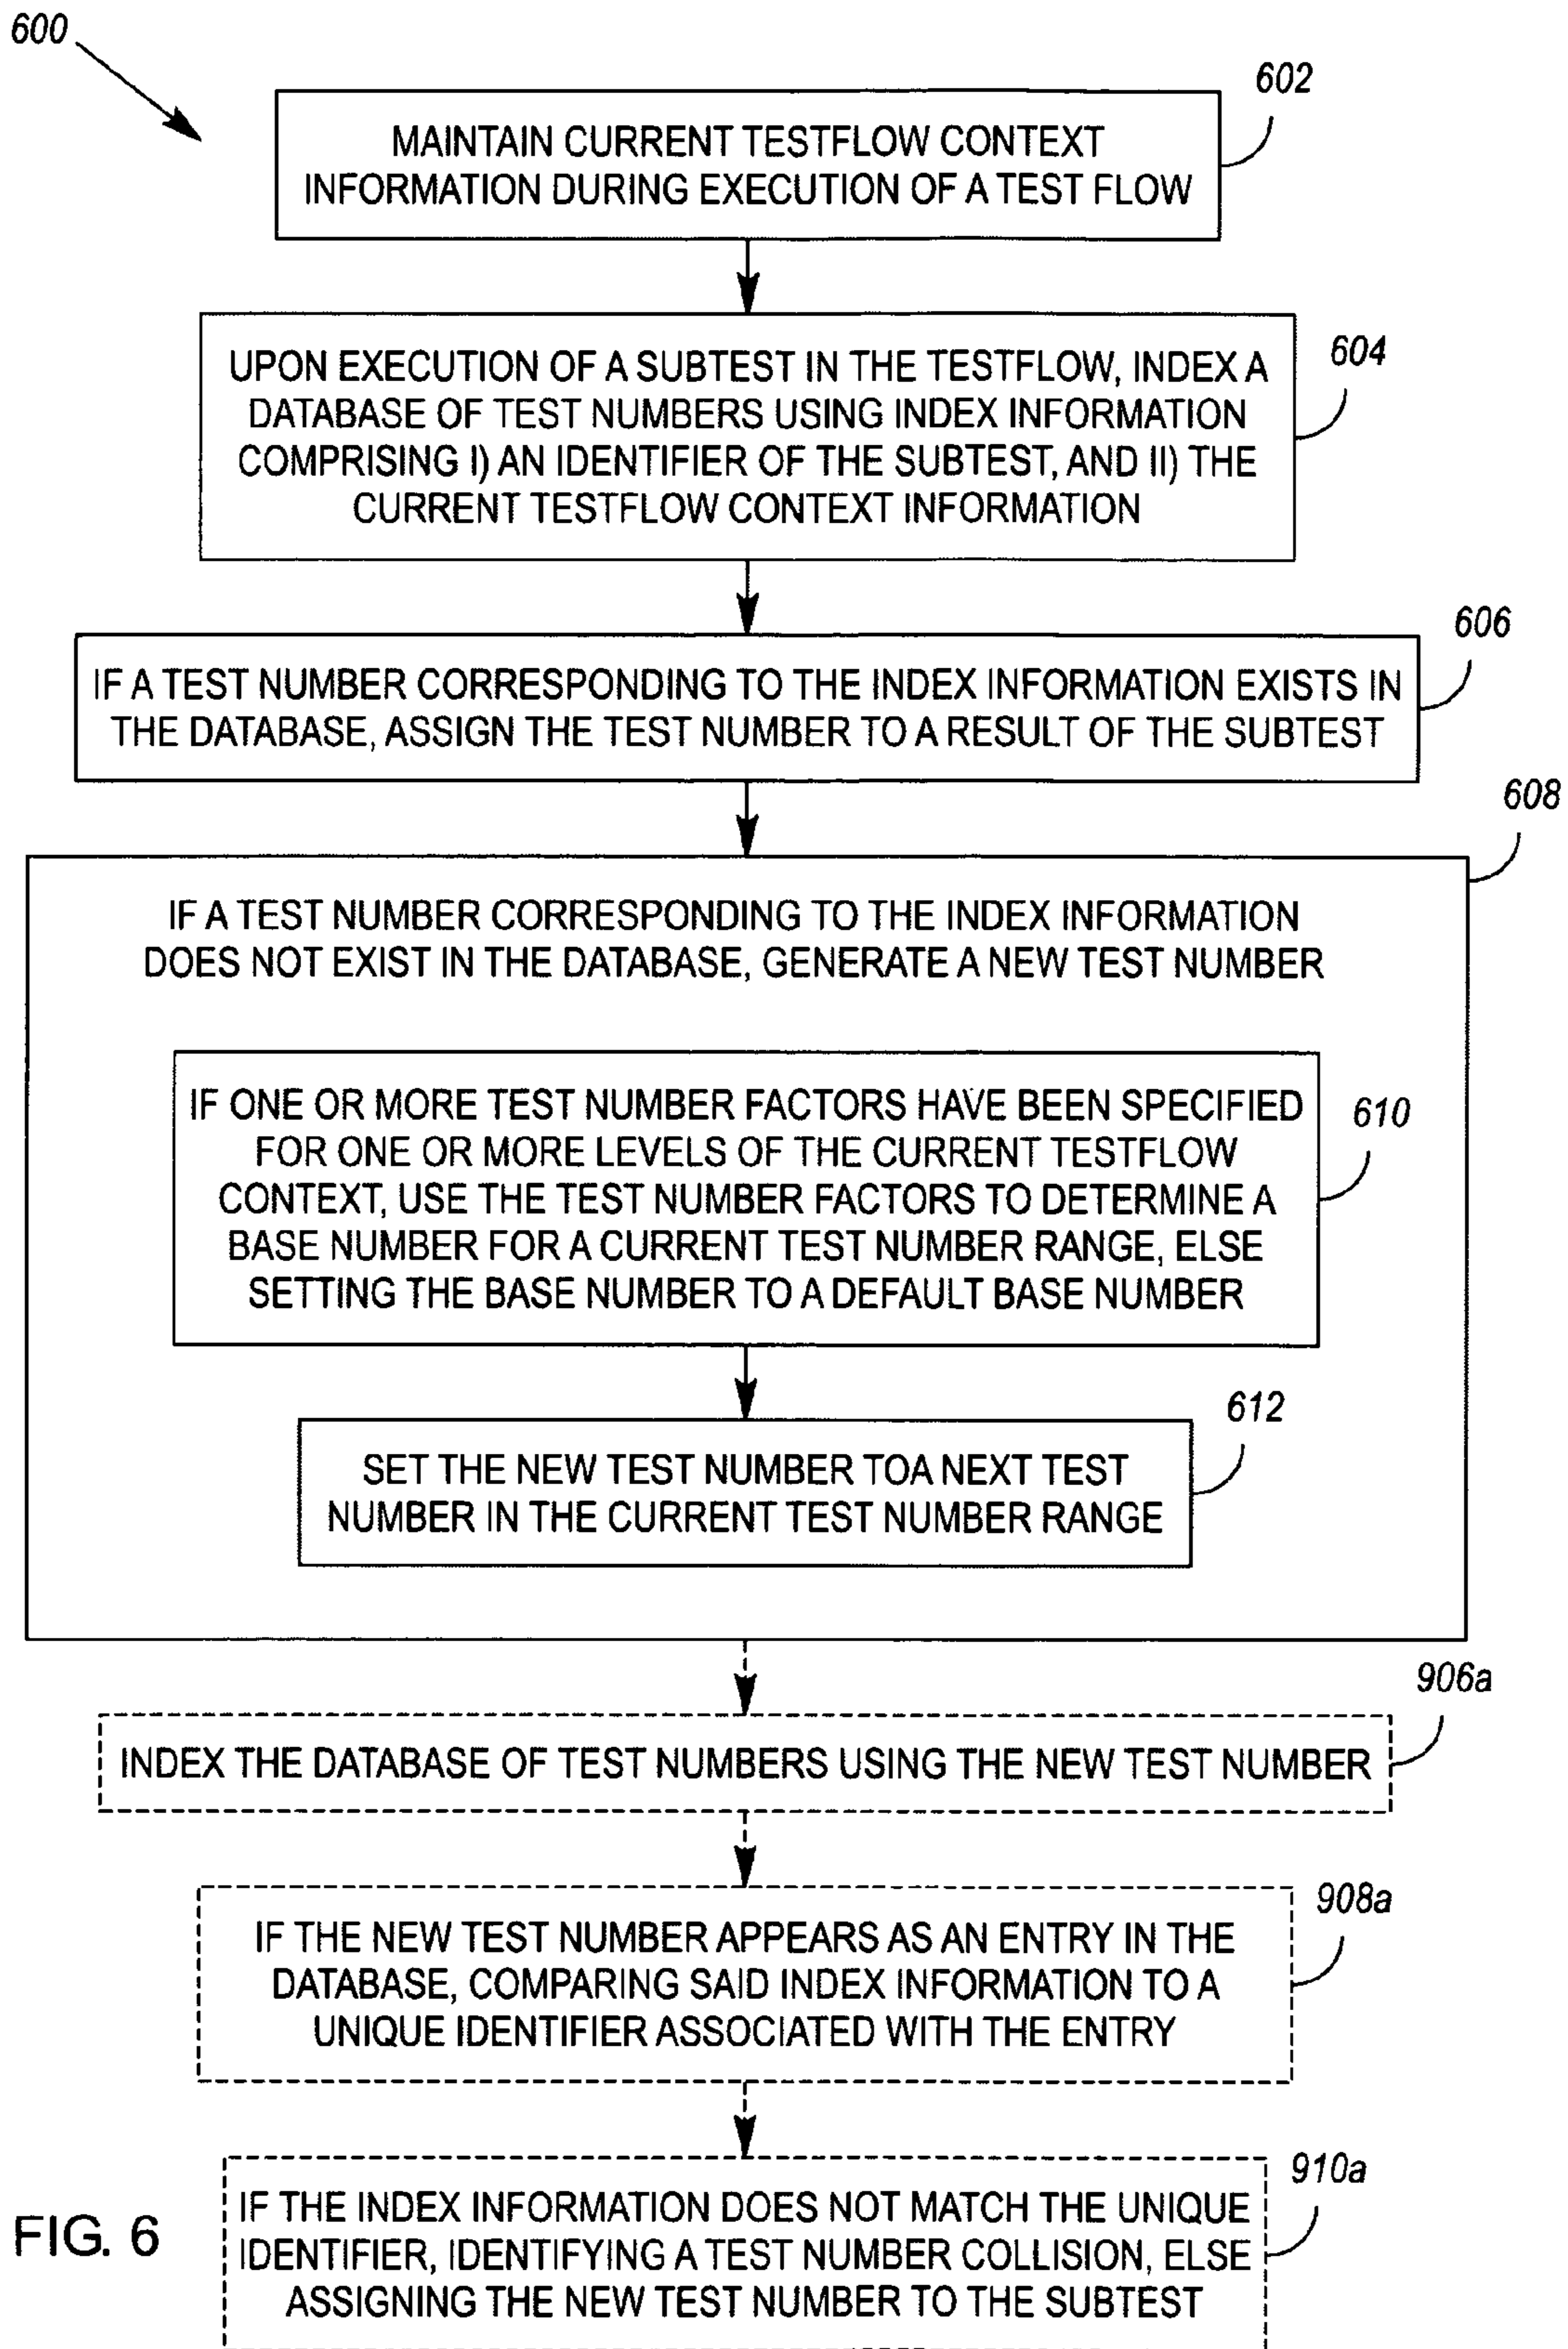 600
602
MAINTAIN CURRENT TESTFLOW CONTEXT
INFORMATION DURING EXECUTION OF A TEST FLOW
604
UPON EXECUTION OF A SUBTEST IN THE TESTFLOW, INDEX A
DATABASE OF TEST NUMBERS USING INDEX INFORMATION
COMPRISING I) AN IDENTIFIER OF THE SUBTEST, AND II) THE
CURRENT TESTFLOW CONTEXT INFORMATION
606
IF A TEST NUMBER CORRESPONDING TO THE INDEX INFORMATION EXISTS IN
THE DATABASE, ASSIGN THE TEST NUMBER TO A RESULT OF THE SUBTEST
608
IF A TEST NUMBER CORRESPONDING TO THE INDEX INFORMATION
DOES NOT EXIST IN THE DATABASE, GENERATE A NEW TEST NUMBER
610
IF ONE OR MORE TEST NUMBER FACTORS HAVE BEEN SPECIFIED
FOR ONE OR MORE LEVELS OF THE CURRENT TESTFLOW
CONTEXT, USE THE TEST NUMBER FACTORS TO DETERMINE A
BASE NUMBER FOR A CURRENT TEST NUMBER RANGE, ELSE
SETTING THE BASE NUMBER TO A DEFAULT BASE NUMBER
612
SET THE NEW TEST NUMBER TOA NEXT TEST
NUMBER IN THE CURRENT TEST NUMBER RANGE
906a
INDEX THE DATABASE OF TEST NUMBERS USING THE NEW TEST NUMBER
908a
IF THE NEW TEST NUMBER APPEARS AS AN ENTRY IN THE
DATABASE, COMPARING SAID INDEX INFORMATION TO A
UNIQUE IDENTIFIER ASSOCIATED WITH THE ENTRY
910a
IF THE INDEX INFORMATION DOES NOT MATCH THE UNIQUE
IDENTIFIER, IDENTIFYING A TEST NUMBER COLLISION, ELSE
ASSIGNING THE NEW TEST NUMBER TO THE SUBTEST
FIG. 6